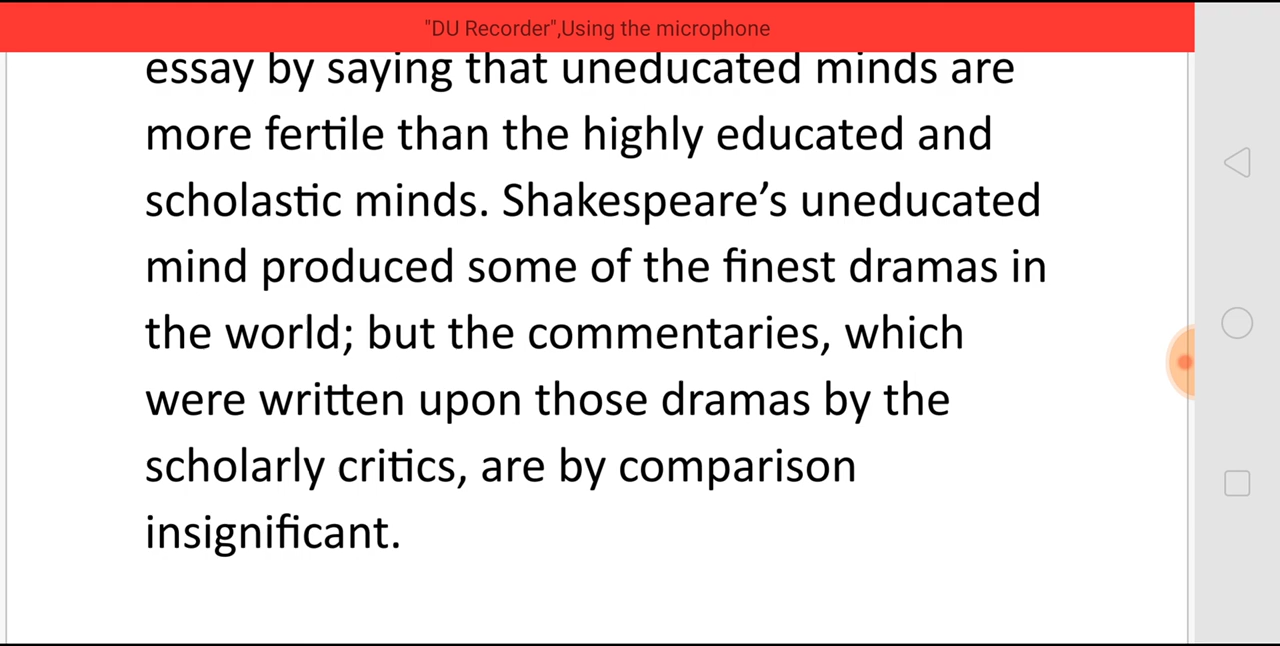 "DU Recorder",Using the microphone
essay by saying that uneducated minds are
more fertile than the highly educated and
scholastic minds. Shakespeare’s uneducated
mind produced some of the finest dramas in
the world; but the commentaries, which
were written upon those dramas by the
scholarly critics, are by comparison
insignificant.